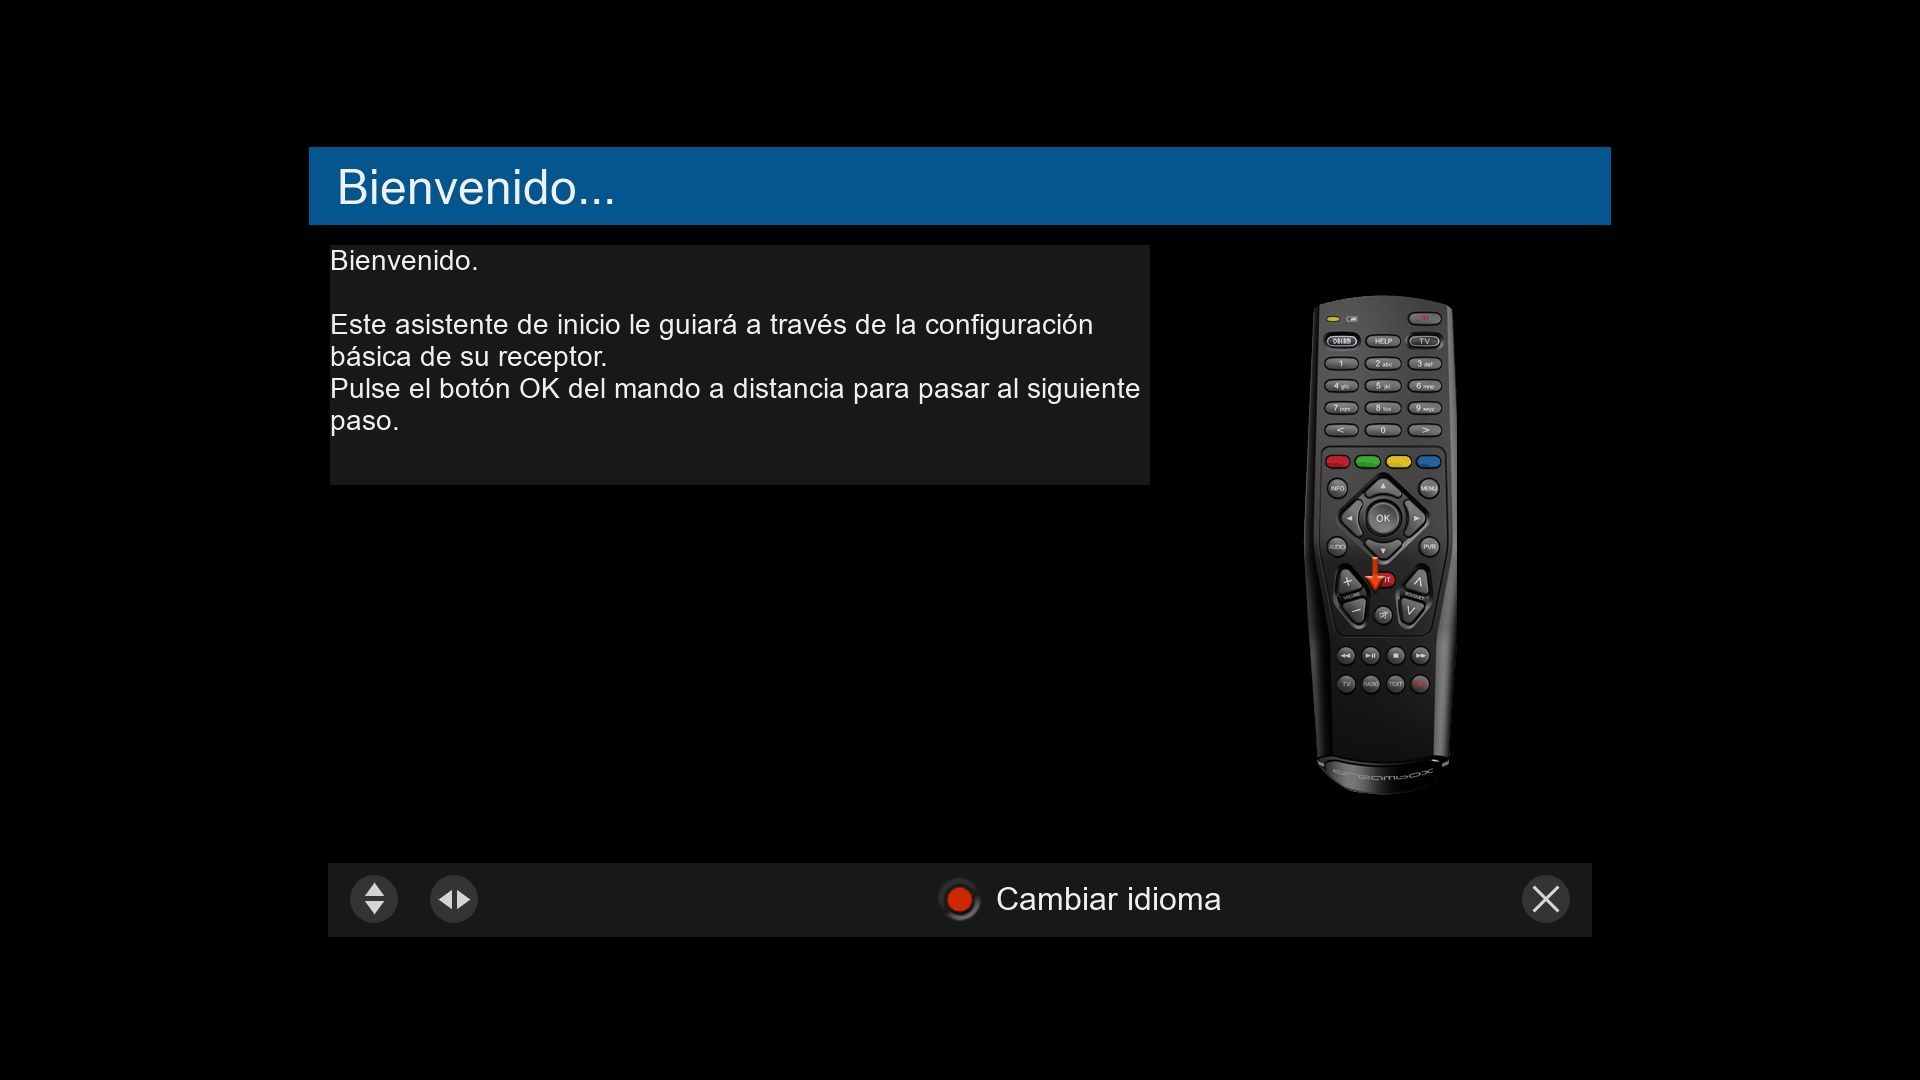 Bienvenido...
Bienvenido.
Este asistente de inicio le guiará a través de la configuración
básica de su receptor.
Pulse el botón OK del mando a distancia para pasar al siguiente
paso.
HELP
TV
1
2 abc
3 def
4 ghi
5 jkl
6 mno
7 pqrs
8 tuv
9 wxyz
<
0
>
INFO
MENU
OK
AUDIO
PVR
VOLUME
BOUQUET
TV
RADIO
TEXT
dreambox
Cambiar idioma